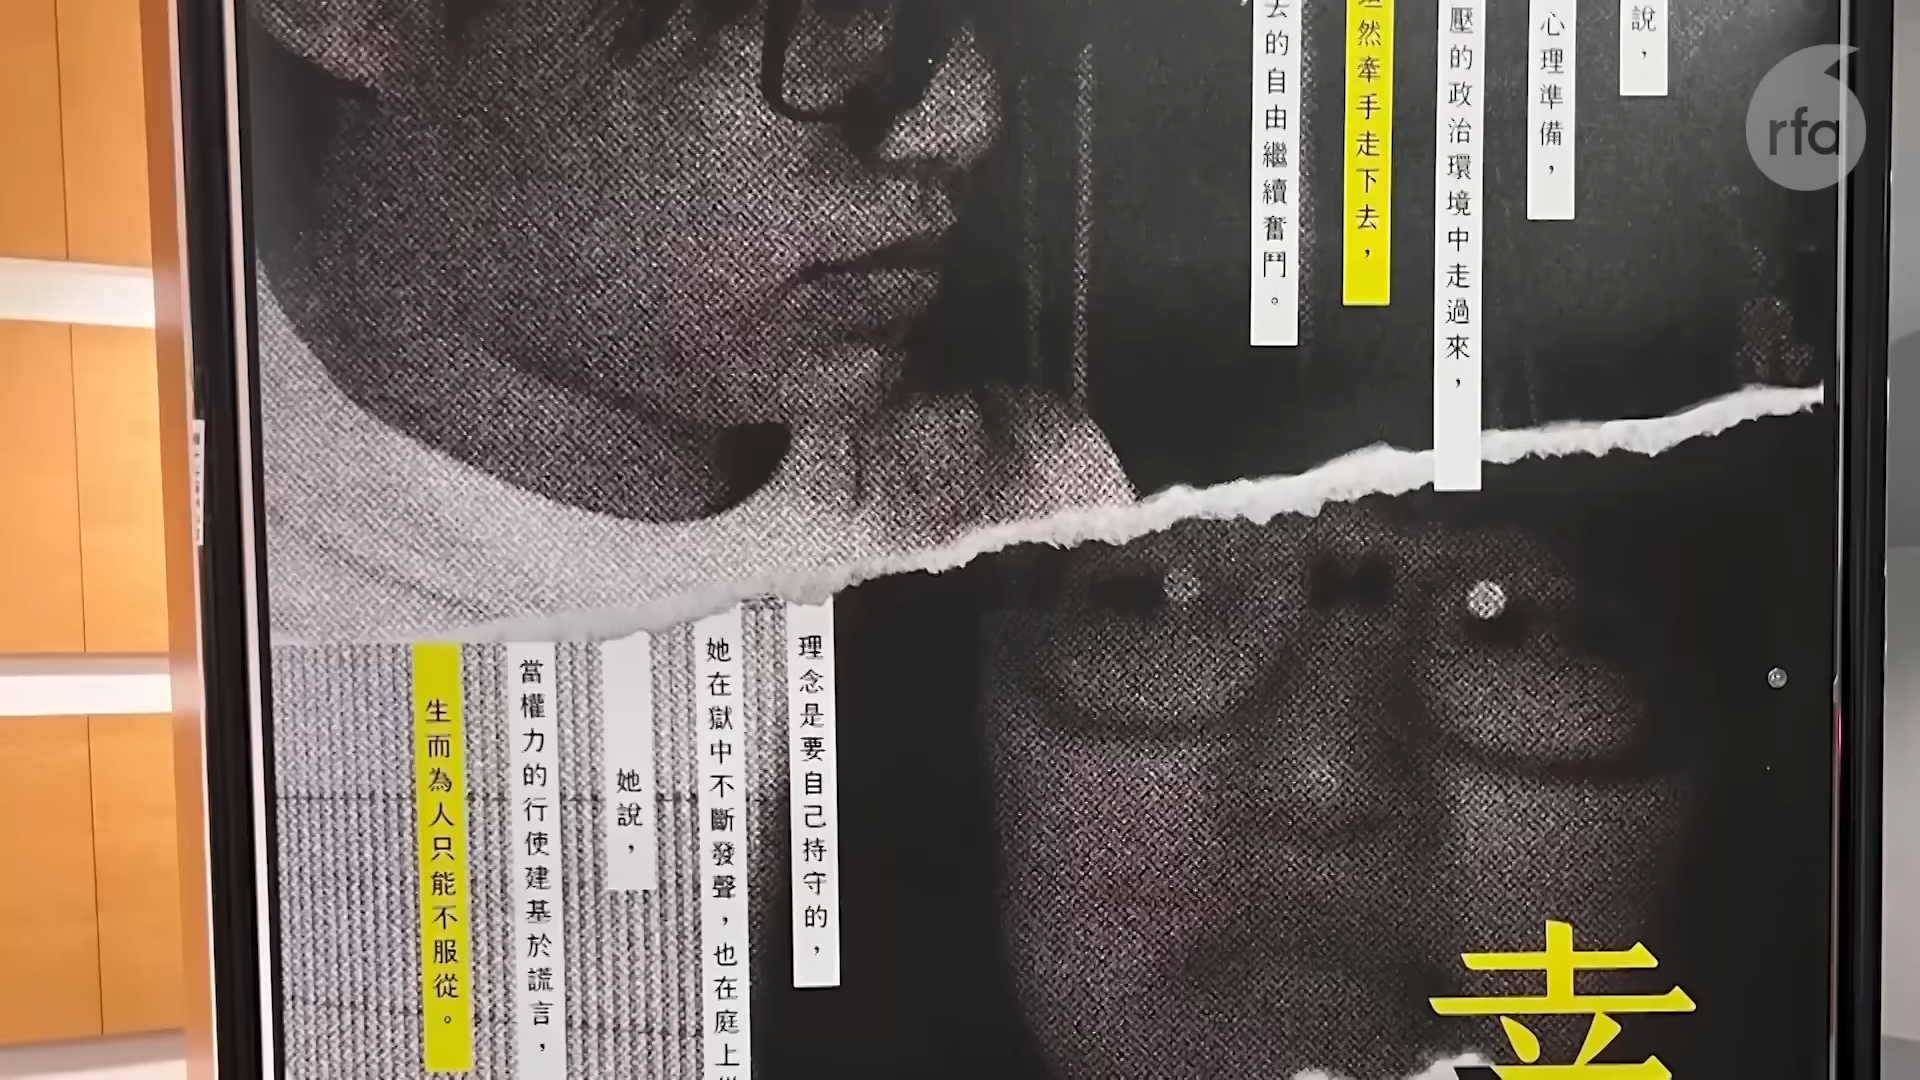 rfa
說，
心理準備，
壓的政治環境中走過來，
然牽手走下去，
去的自由繼續奮鬥。
理念是要自己持守的，
她在獄中不斷發聲，也在庭上
她說，
當權力的行使建基於謊言，
生而為人只能不服從。